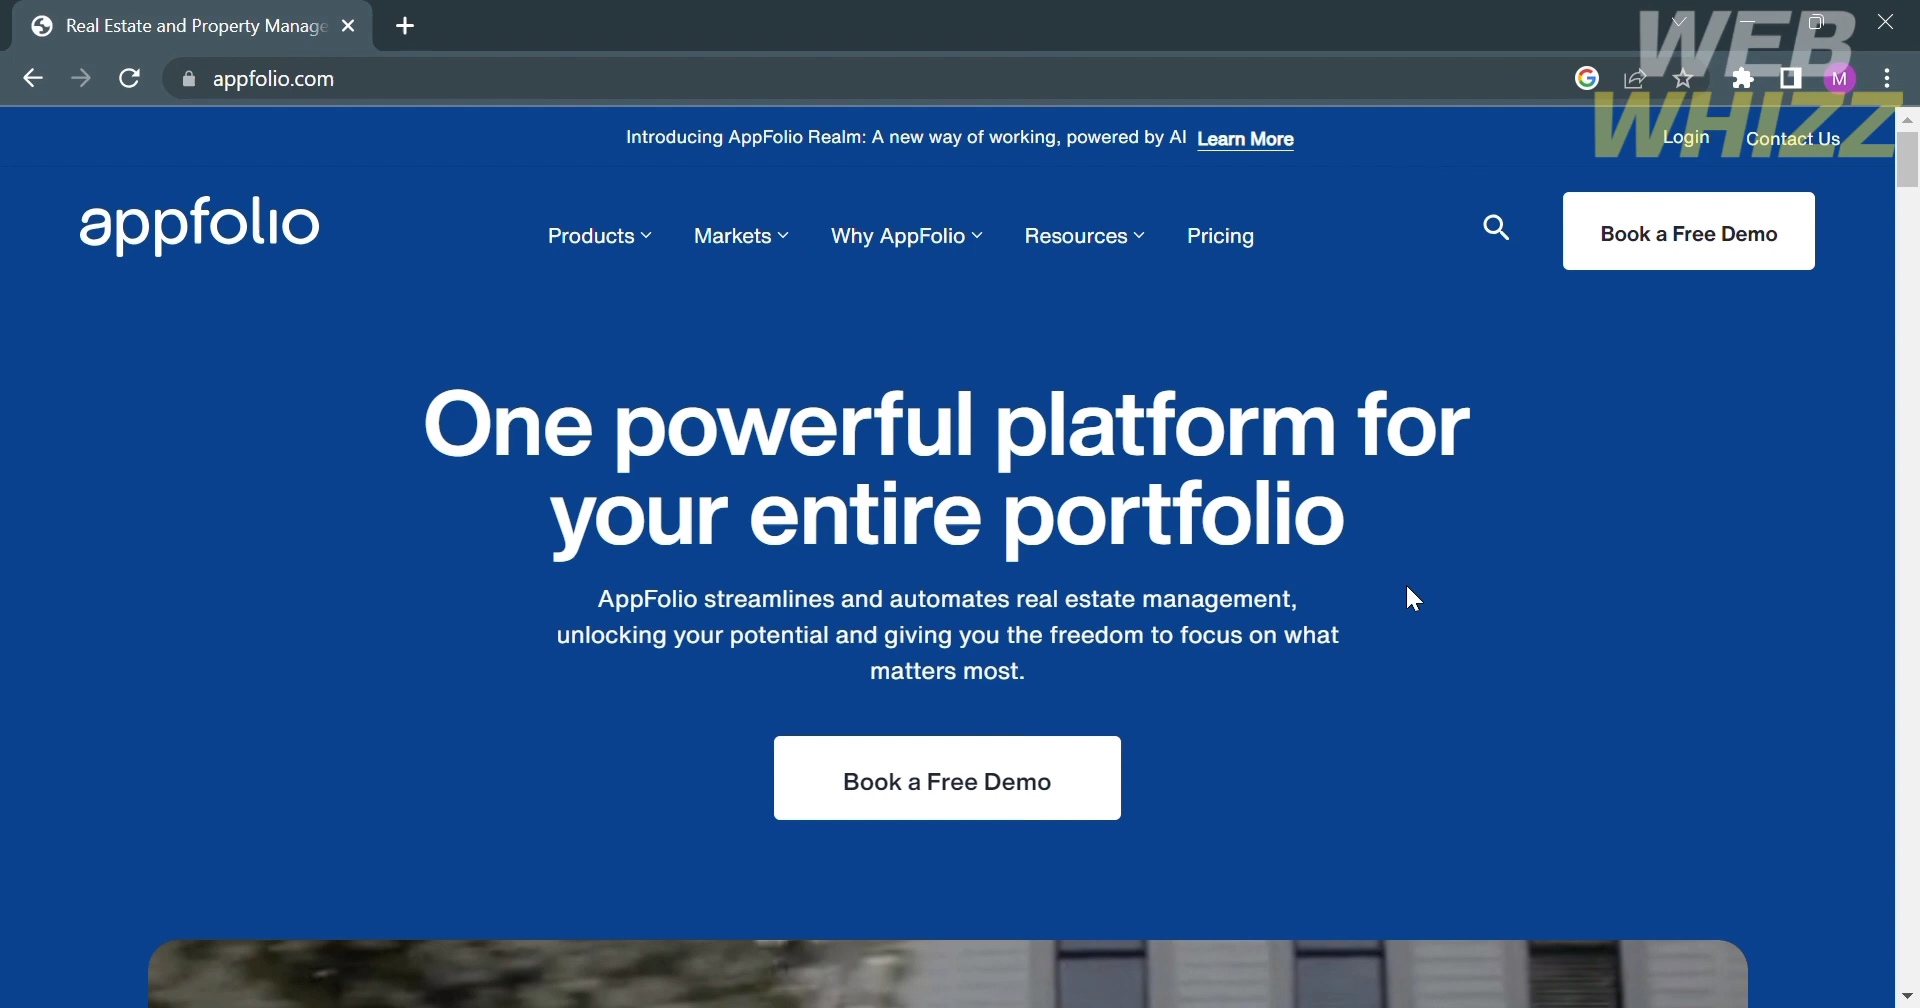 Real Estate and Property Manage
appfolio.com
M
WEB
WHIZZ
Introducing AppFolio Realm: A new way of working, powered by AI Learn More
Login Contact Us
appfolio
Products Markets Why AppFolio Resources Pricing
Book a Free Demo
One powerful platform for
your entire portfolio
AppFolio streamlines and automates real estate management,
unlocking your potential and giving you the freedom to focus on what
matters most.
Book a Free Demo